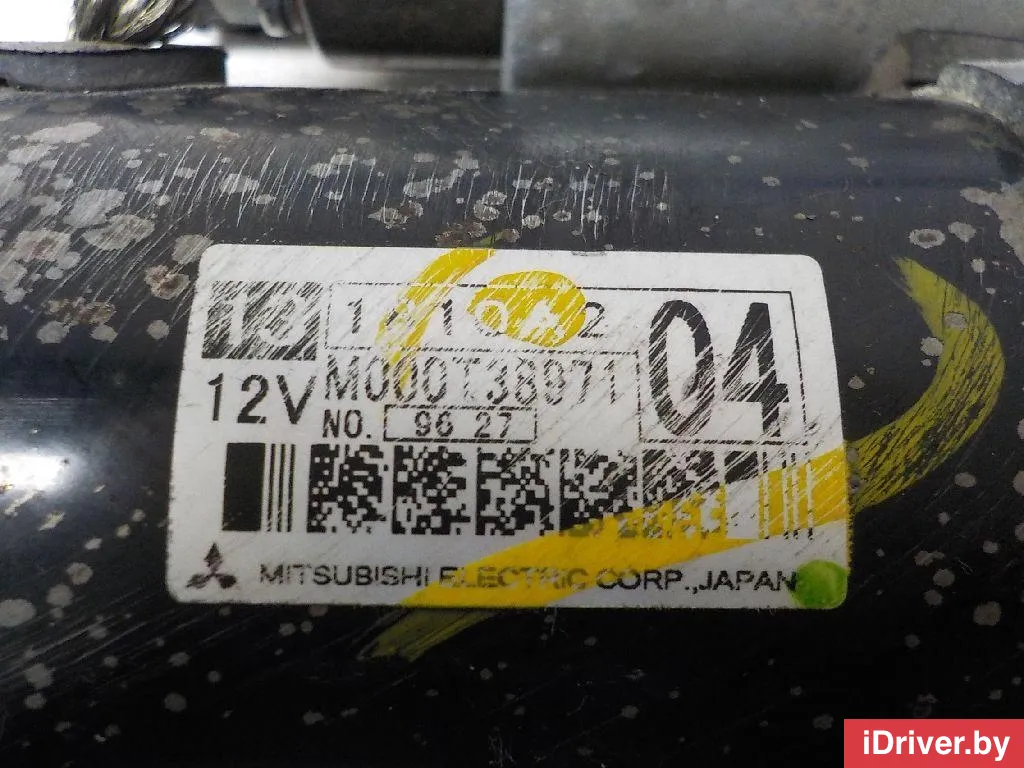 04
12V M000T38971
NO. 96 27
MITSUBISHI ELECTRIC CORP.,JAPAN
iDriver.by